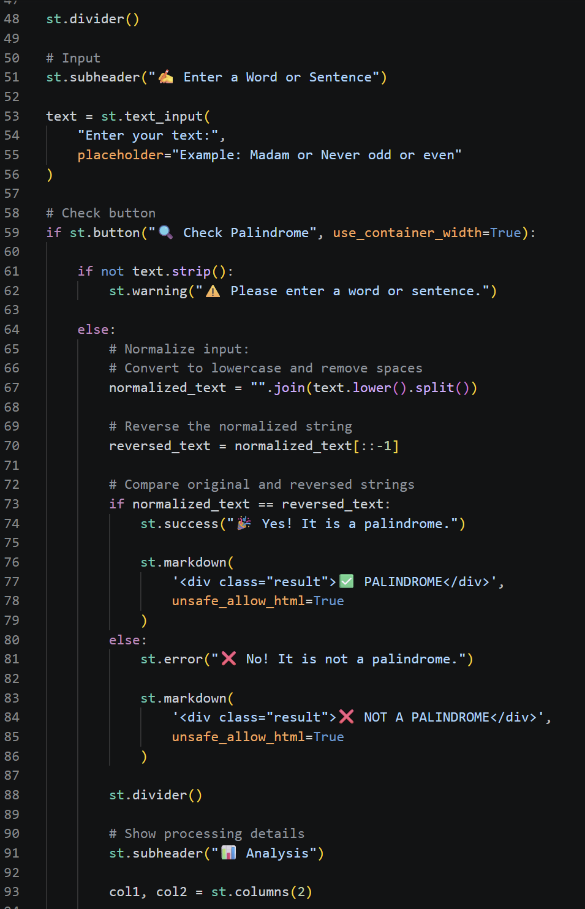 48 st.divider()
49
50 # Input
51 st.subheader("✍️ Enter a Word or Sentence")
52
53 text = st.text_input(
54     "Enter your text:",
55     placeholder="Example: Madam or Never odd or even"
56 )
57
58 # Check button
59 if st.button("🔍 Check Palindrome", use_container_width=True):
60
61     if not text.strip():
62         st.warning("⚠️ Please enter a word or sentence.")
63
64     else:
65         # Normalize input:
66         # Convert to lowercase and remove spaces
67         normalized_text = "".join(text.lower().split())
68
69         # Reverse the normalized string
70         reversed_text = normalized_text[::-1]
71
72         # Compare original and reversed strings
73         if normalized_text == reversed_text:
74             st.success("🎉 Yes! It is a palindrome.")
75
76             st.markdown(
77                 '<div class="result">✅ PALINDROME</div>',
78                 unsafe_allow_html=True
79             )
80         else:
81             st.error("❌ No! It is not a palindrome.")
82
83             st.markdown(
84                 '<div class="result">❌ NOT A PALINDROME</div>',
85                 unsafe_allow_html=True
86             )
87
88         st.divider()
89
90         # Show processing details
91         st.subheader("📊 Analysis")
92
93         col1, col2 = st.columns(2)